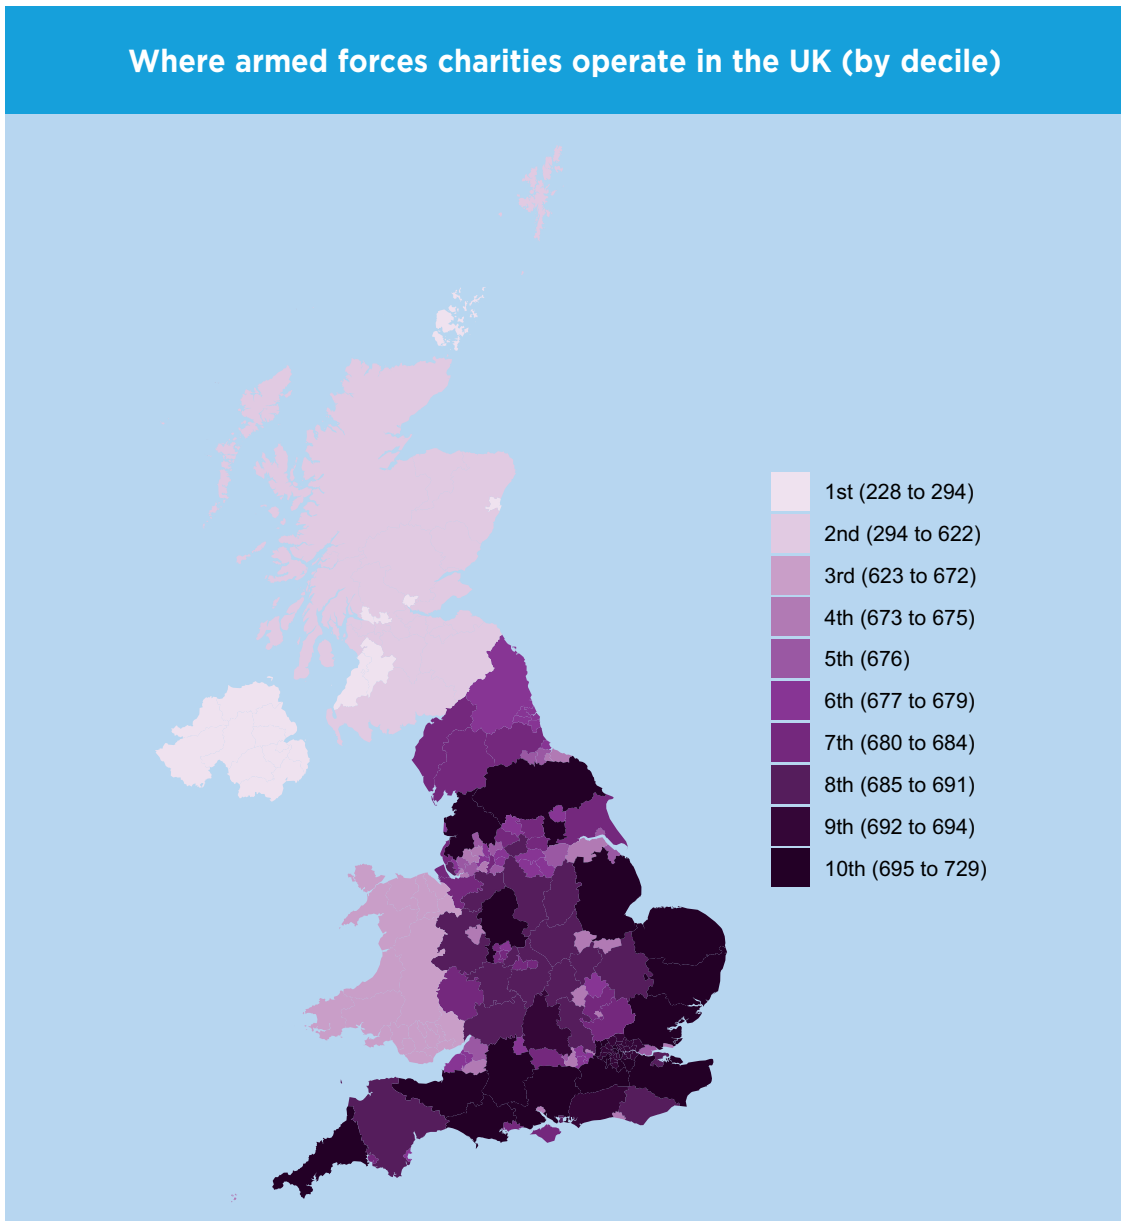 Where armed forces charities operate in the UK (by decile)
1st (228 to 294)
2nd (294 to 622)
3rd (623 to 672)
4th (673 to 675)
5th (676)
6th (677 to 679)
7th (680 to 684)
8th (685 to 691)
9th (692 to 694)
10th (695 to 729)